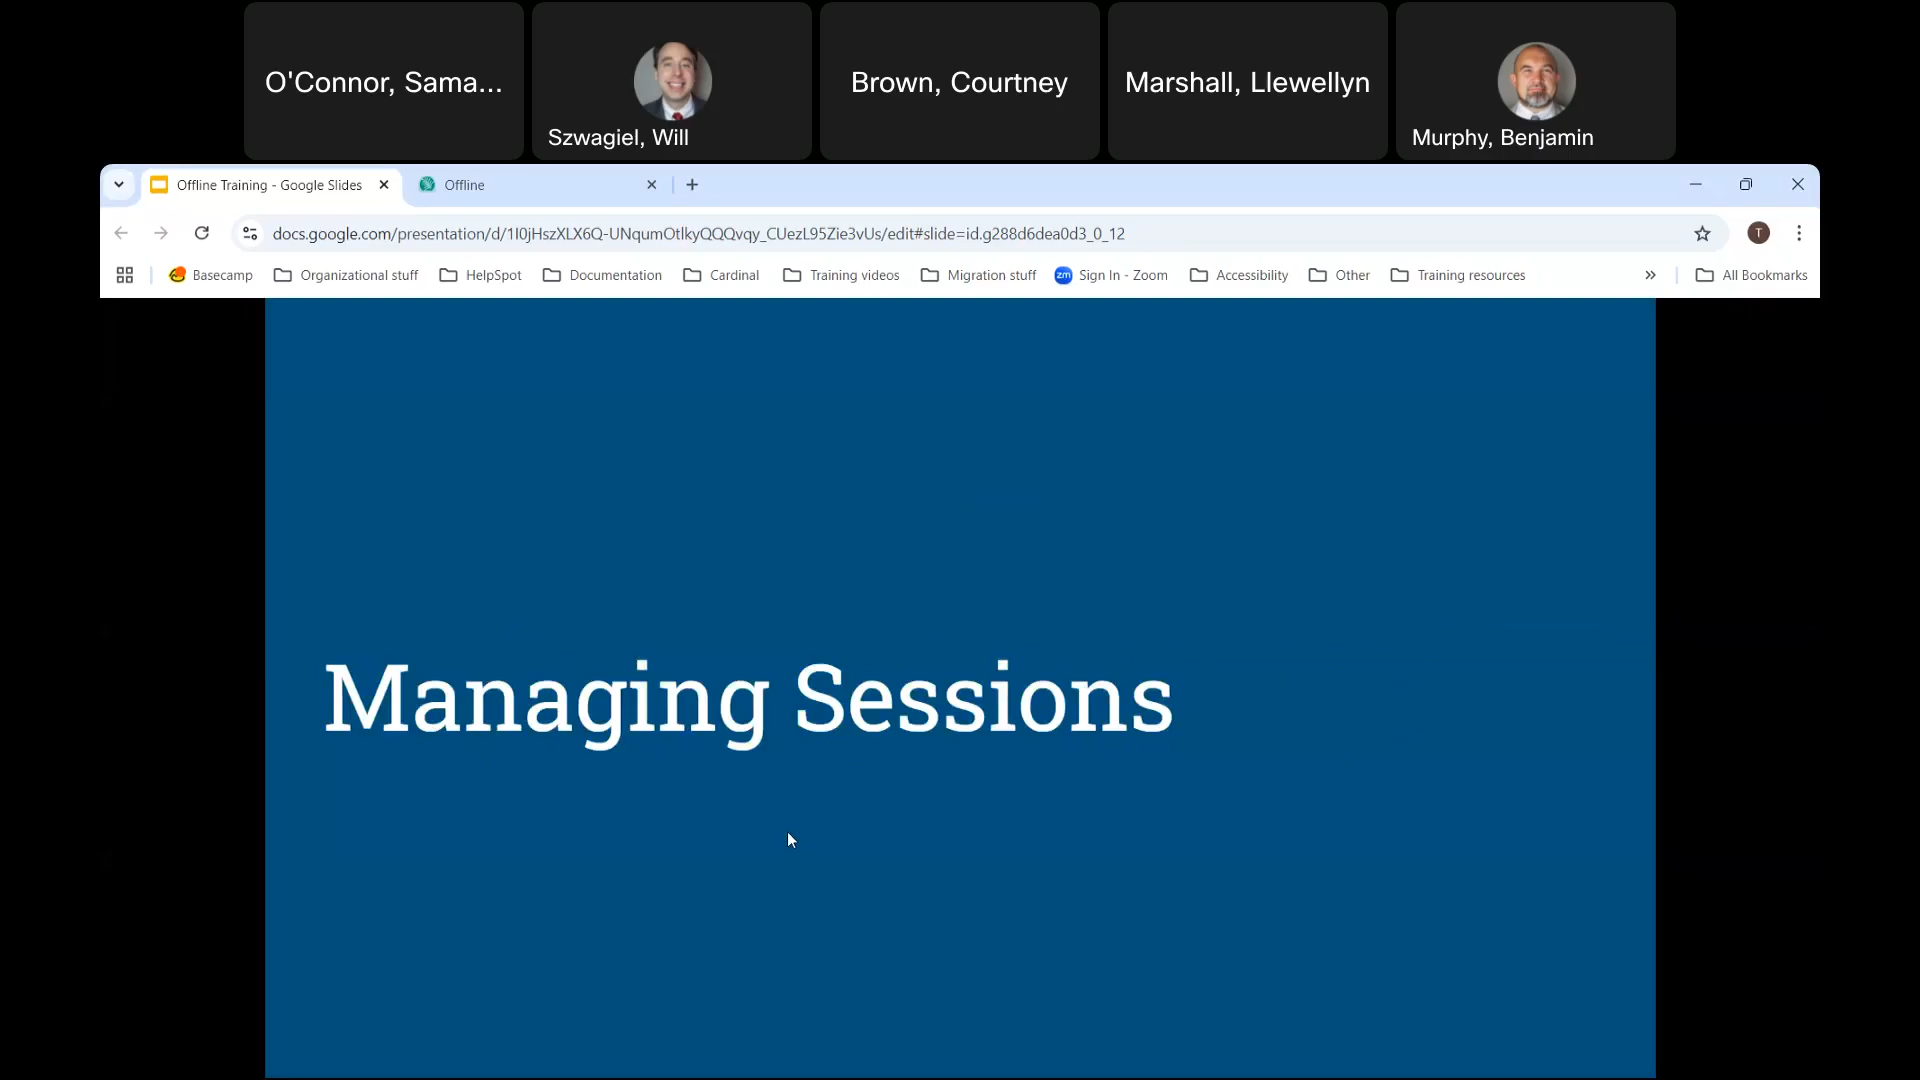 O'Connor, Sama...
Szwagiel, Will
Brown, Courtney
Marshall, Llewellyn
Murphy, Benjamin
Offline Training - Google Slides
Offline
docs.google.com/presentation/d/1I0jHszXLX6Q-UNqumOtlkyQQQvqy_CUezL95Zie3vUs/edit#slide=id.g288d6dea0d3_0_12
T
Basecamp
Organizational stuff
HelpSpot
Documentation
Cardinal
Training videos
Migration stuff
zm
Sign In - Zoom
Accessibility
Other
Training resources
All Bookmarks
Managing Sessions